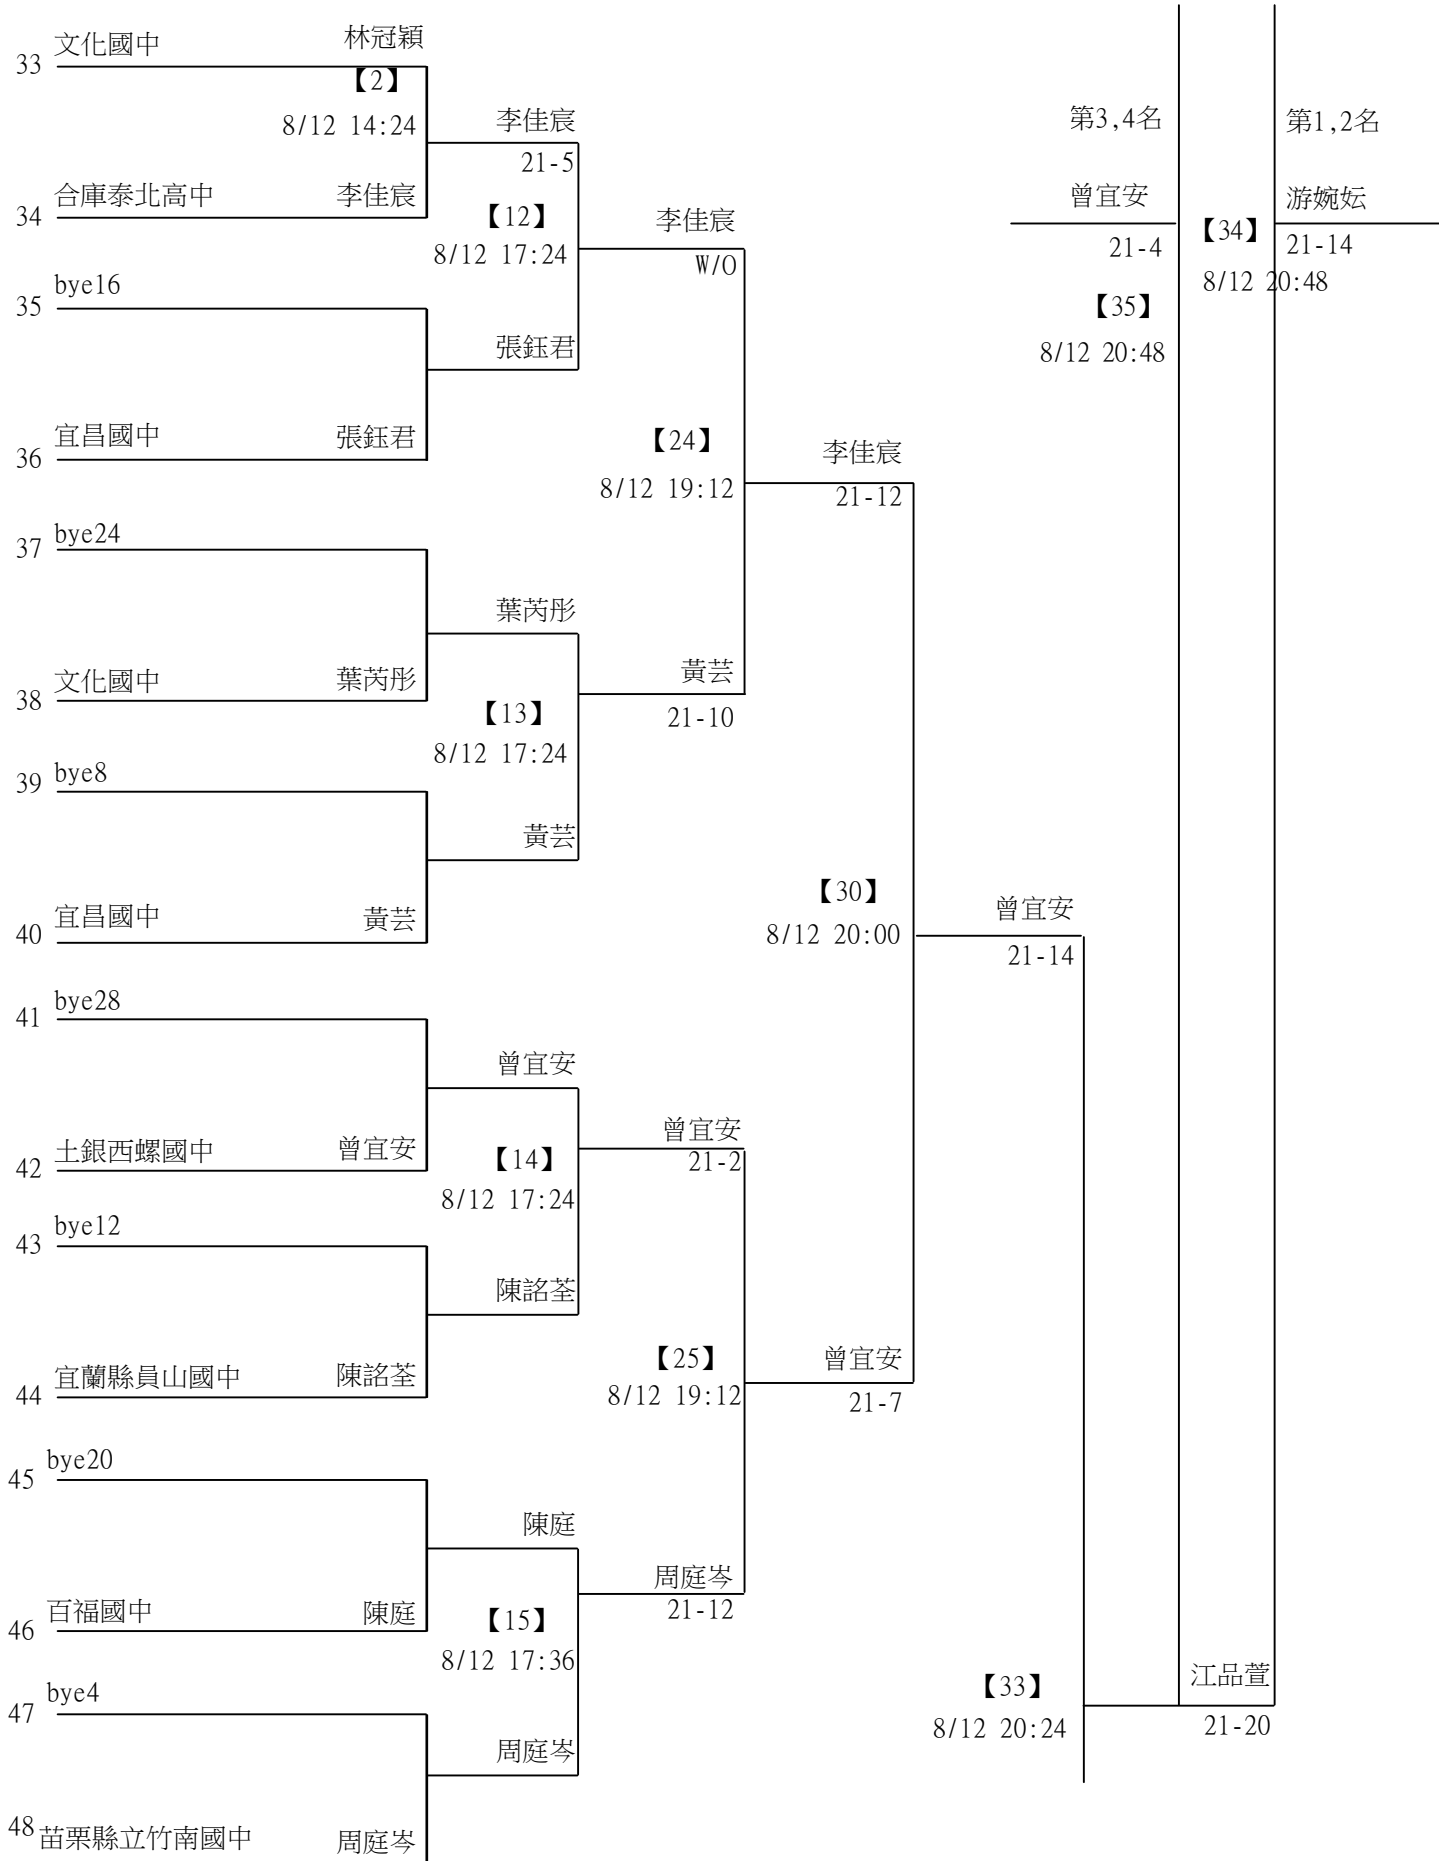 33 文化國中 林冠穎
【2】
8/12 14:24
李佳宸
21-5
34 合庫泰北高中 李佳宸
【12】
8/12 17:24
李佳宸
W/O
35 bye16
張鈺君
36 宜昌國中 張鈺君
【24】
8/12 19:12
李佳宸
21-12
37 bye24
葉芮彤
38 文化國中 葉芮彤
【13】
8/12 17:24
黃芸
21-10
39 bye8
黃芸
40 宜昌國中 黃芸
【30】
8/12 20:00
曾宜安
21-14
41 bye28
曾宜安
42 土銀西螺國中 曾宜安
【14】
8/12 17:24
曾宜安
21-2
43 bye12
陳詺荃
44 宜蘭縣員山國中 陳詺荃
【25】
8/12 19:12
曾宜安
21-7
45 bye20
陳庭
46 百福國中 陳庭
【15】
8/12 17:36
周庭岑
21-12
47 bye4
周庭岑
48 苗栗縣立竹南國中 周庭岑
【33】
8/12 20:24
江品萱
21-20
第3,4名
曾宜安
21-4
【35】
8/12 20:48
第1,2名
游婉妘
【34】
21-14
8/12 20:48